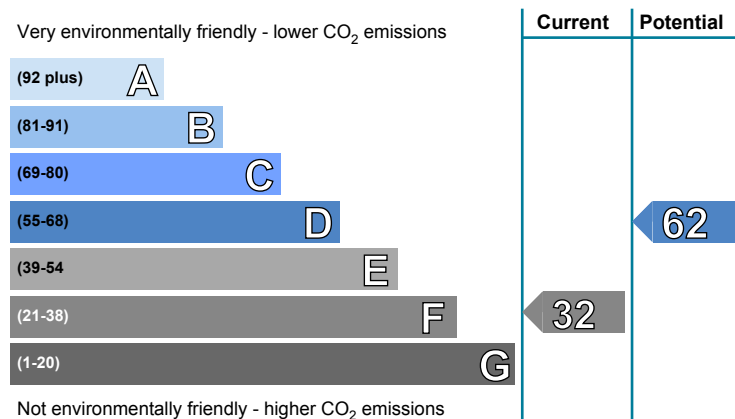 Very environmentally friendly - lower CO2 emissions
Current
Potential
(92 plus) A
(81-91) B
(69-80) C
(55-68) D
62
(39-54 E
(21-38) F
32
(1-20) G
Not environmentally friendly - higher CO2 emissions